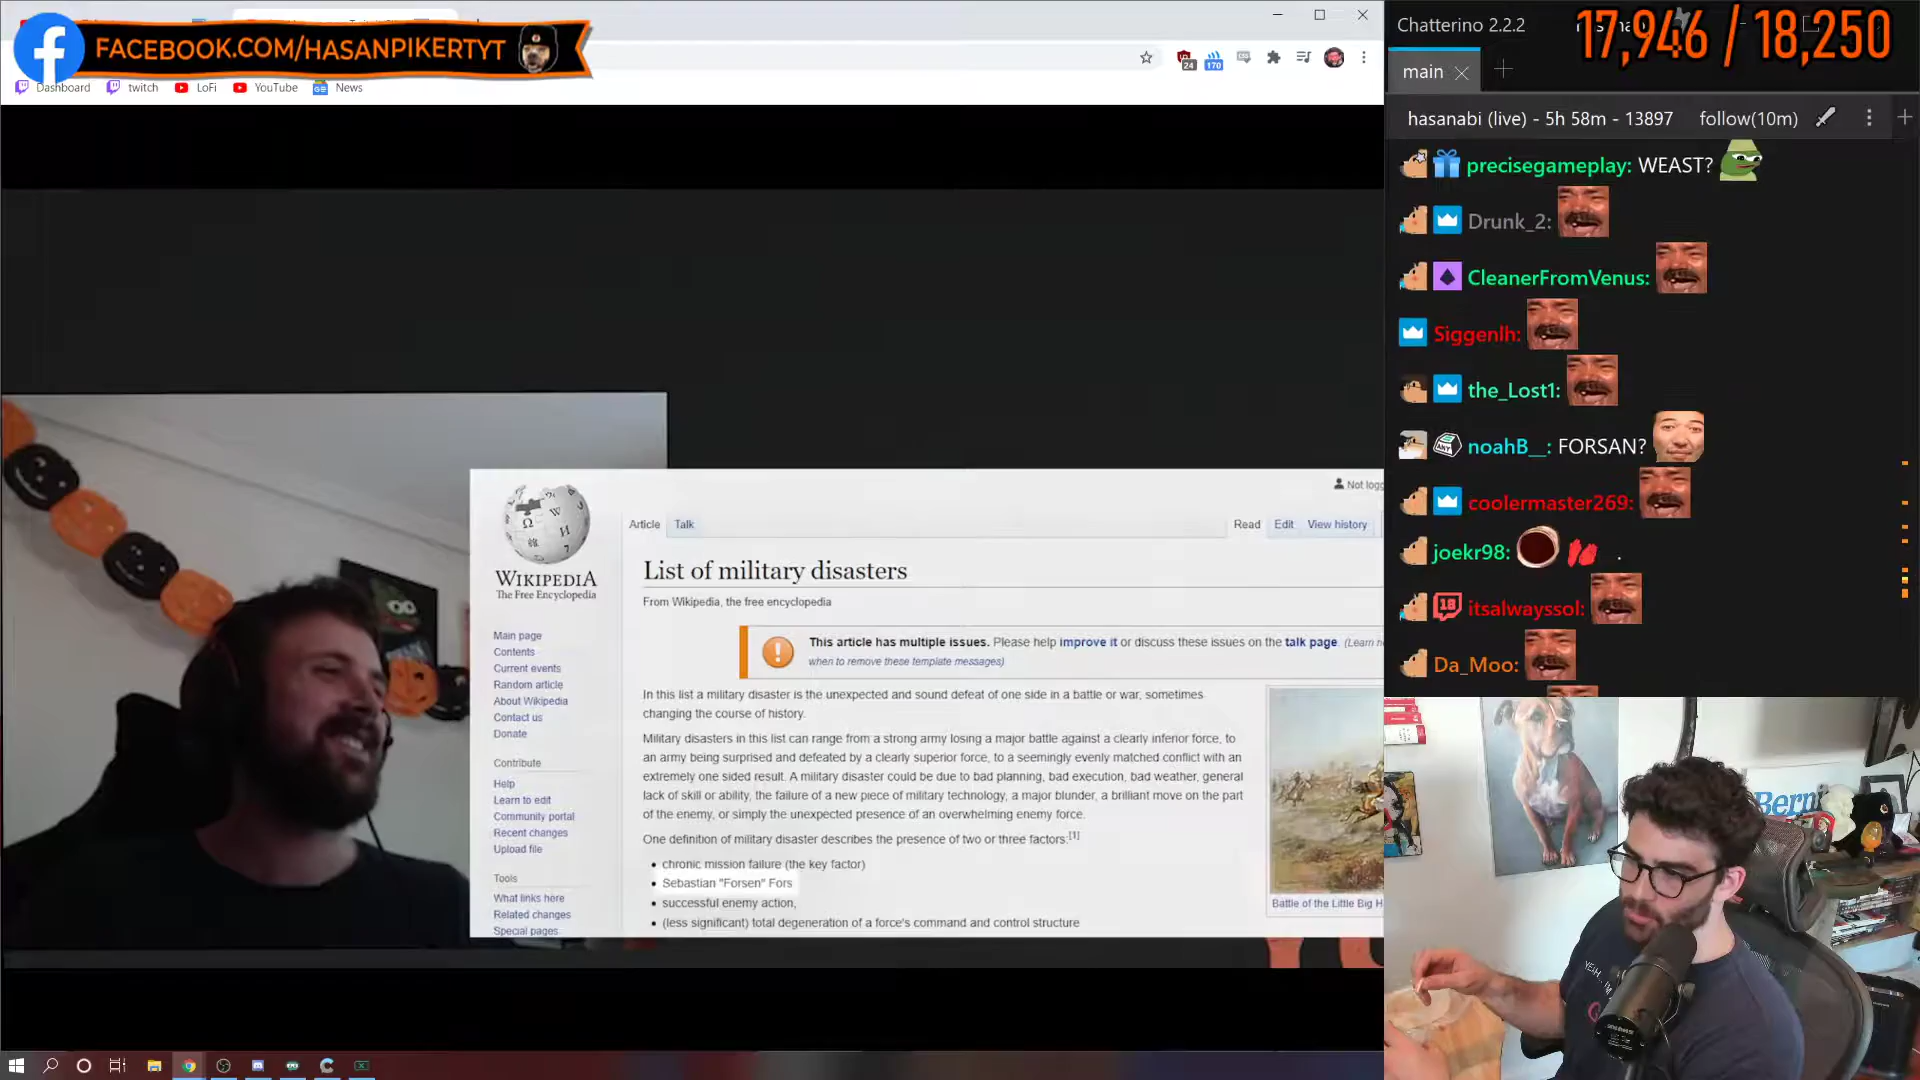 FACEBOOK.COM/HASANPIKERTYT
Dashboard
twitch
LoFi
YouTube
News
24
170
Chatterino 2.2.2
17,946 / 18,250
main
hasanabi (live) - 5h 58m - 13897
follow(10m)
precisegameplay: WEAST?
Drunk_2:
CleanerFromVenus:
Siggenlh:
the_Lost1:
noahB__: FORSAN?
coolermaster269:
joekr98: .
18 itsalwayssol:
Da_Moo:
WIKIPEDIA
The Free Encyclopedia
Main page
Contents
Current events
Random article
About Wikipedia
Contact us
Donate
Contribute
Help
Learn to edit
Community portal
Recent changes
Upload file
Tools
What links here
Related changes
Special pages
Not logg
Article
Talk
Read
Edit
View history
List of military disasters
From Wikipedia, the free encyclopedia
This article has multiple issues. Please help improve it or discuss these issues on the talk page. (Learn
when to remove these template messages)
In this list a military disaster is the unexpected and sound defeat of one side in a battle or war, sometimes
changing the course of history.
Military disasters in this list can range from a strong army losing a major battle against a clearly inferior force, to
an army being surprised and defeated by a clearly superior force, to a seemingly evenly matched conflict with an
extremely one sided result. A military disaster could be due to bad planning, bad execution, bad weather, general
lack of skill or ability, the failure of a new piece of military technology, a major blunder, a brilliant move on the part
of the enemy, or simply the unexpected presence of an overwhelming enemy force.
One definition of military disaster describes the presence of two or three factors:[1]
• chronic mission failure (the key factor)
• Sebastian "Forsen" Fors
• successful enemy action,
• (less significant) total degeneration of a force's command and control structure
Battle of the Little Big H
Bernie